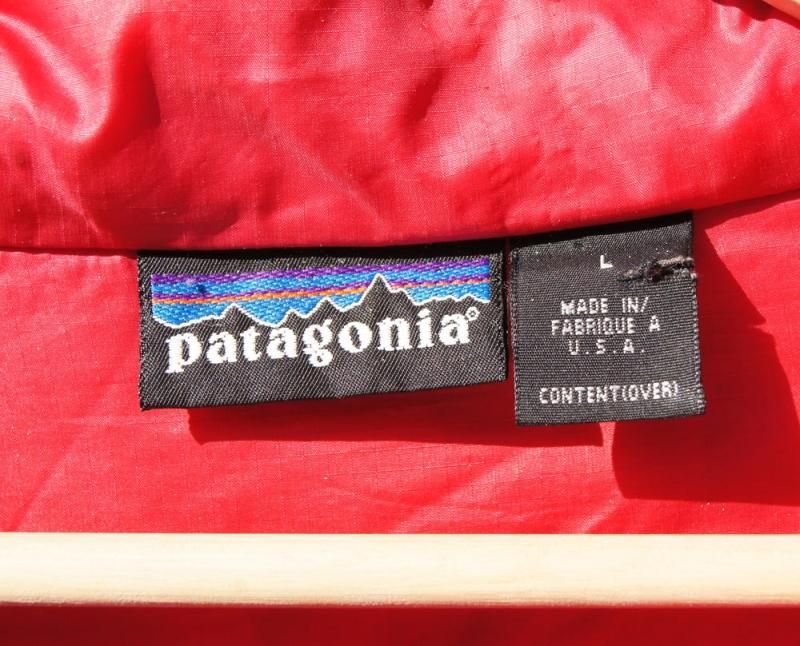 patagonia®
L
MADE IN/
FABRIQUE A
U.S.A.
CONTENT(OVER)